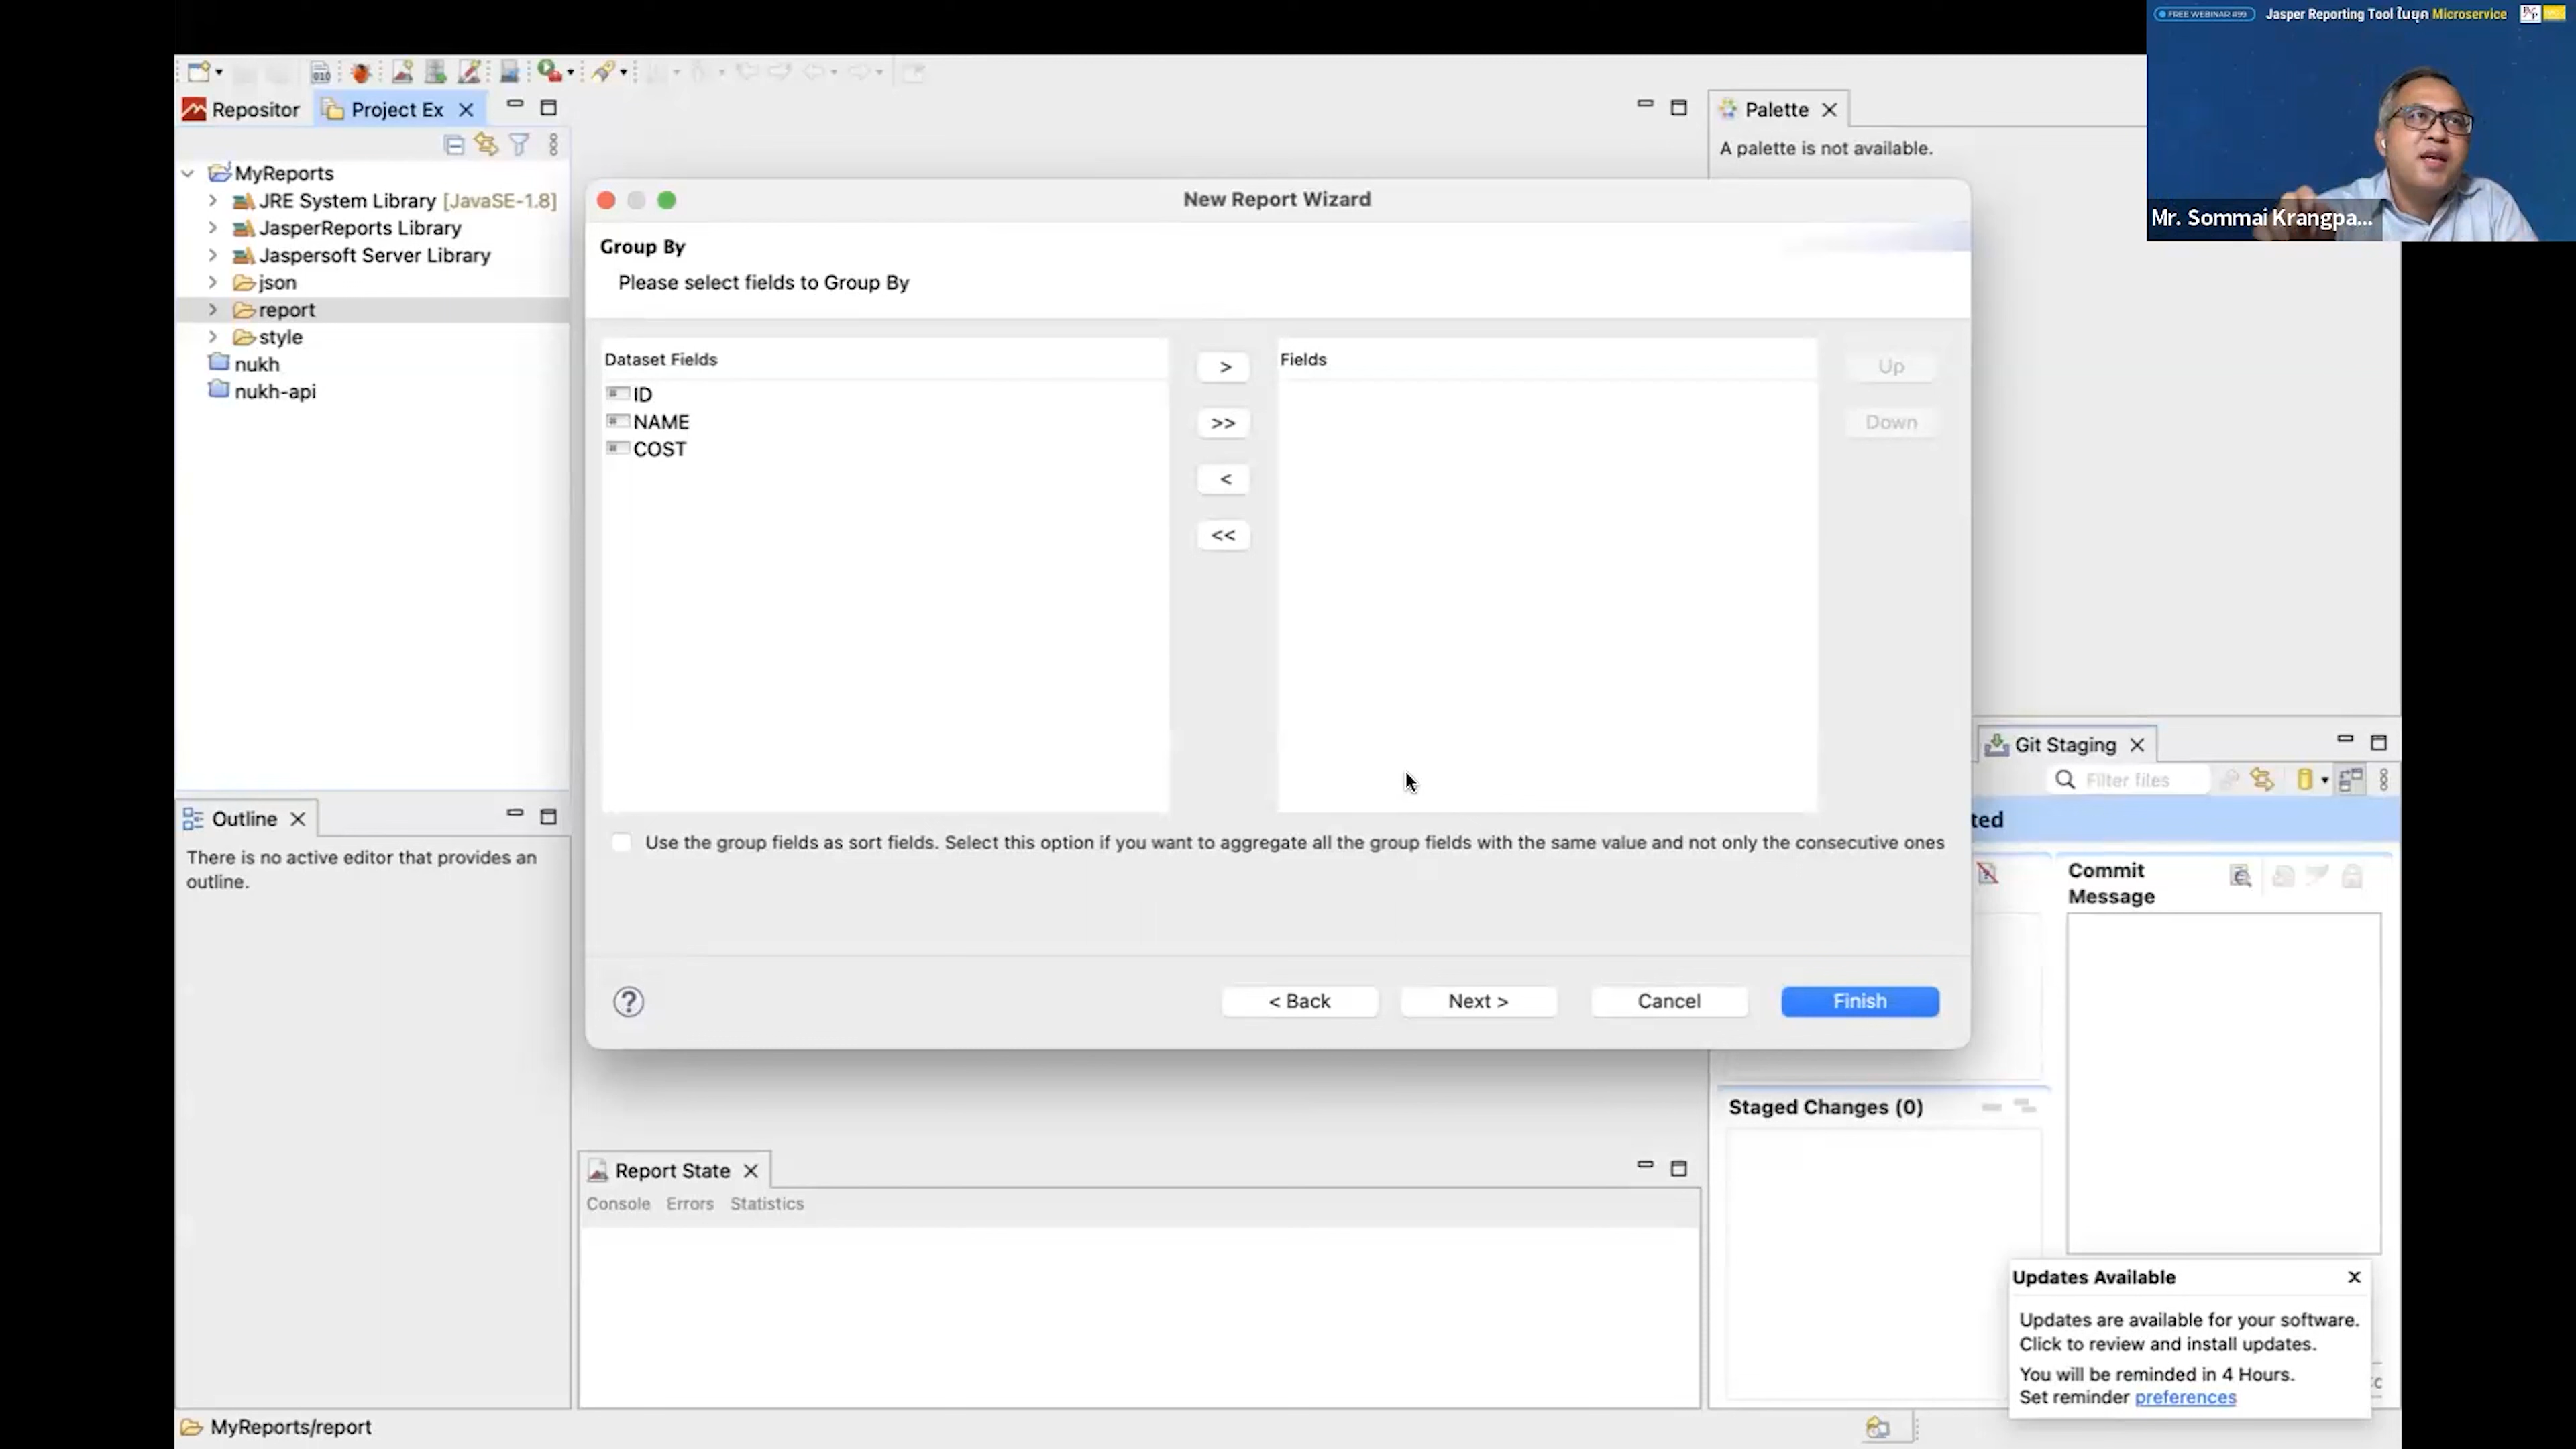 FREE WEBINAR #99
Jasper Reporting Tool ในยุค Microservice
Mr. Sommai Krangpa...
Repositor
Project Ex
MyReports
JRE System Library [JavaSE-1.8]
JasperReports Library
Jaspersoft Server Library
json
report
style
nukh
nukh-api
Palette
A palette is not available.
New Report Wizard
Group By
Please select fields to Group By
Dataset Fields
ID
NAME
COST
>
>>
<
<<
Fields
Up
Down
Use the group fields as sort fields. Select this option if you want to aggregate all the group fields with the same value and not only the consecutive ones
?
< Back
Next >
Cancel
Finish
Outline
There is no active editor that provides an
outline.
Git Staging
Filter files
ted
Commit
Message
Staged Changes (0)
Report State
Console
Errors
Statistics
Updates Available
Updates are available for your software.
Click to review and install updates.
You will be reminded in 4 Hours.
Set reminder preferences
MyReports/report